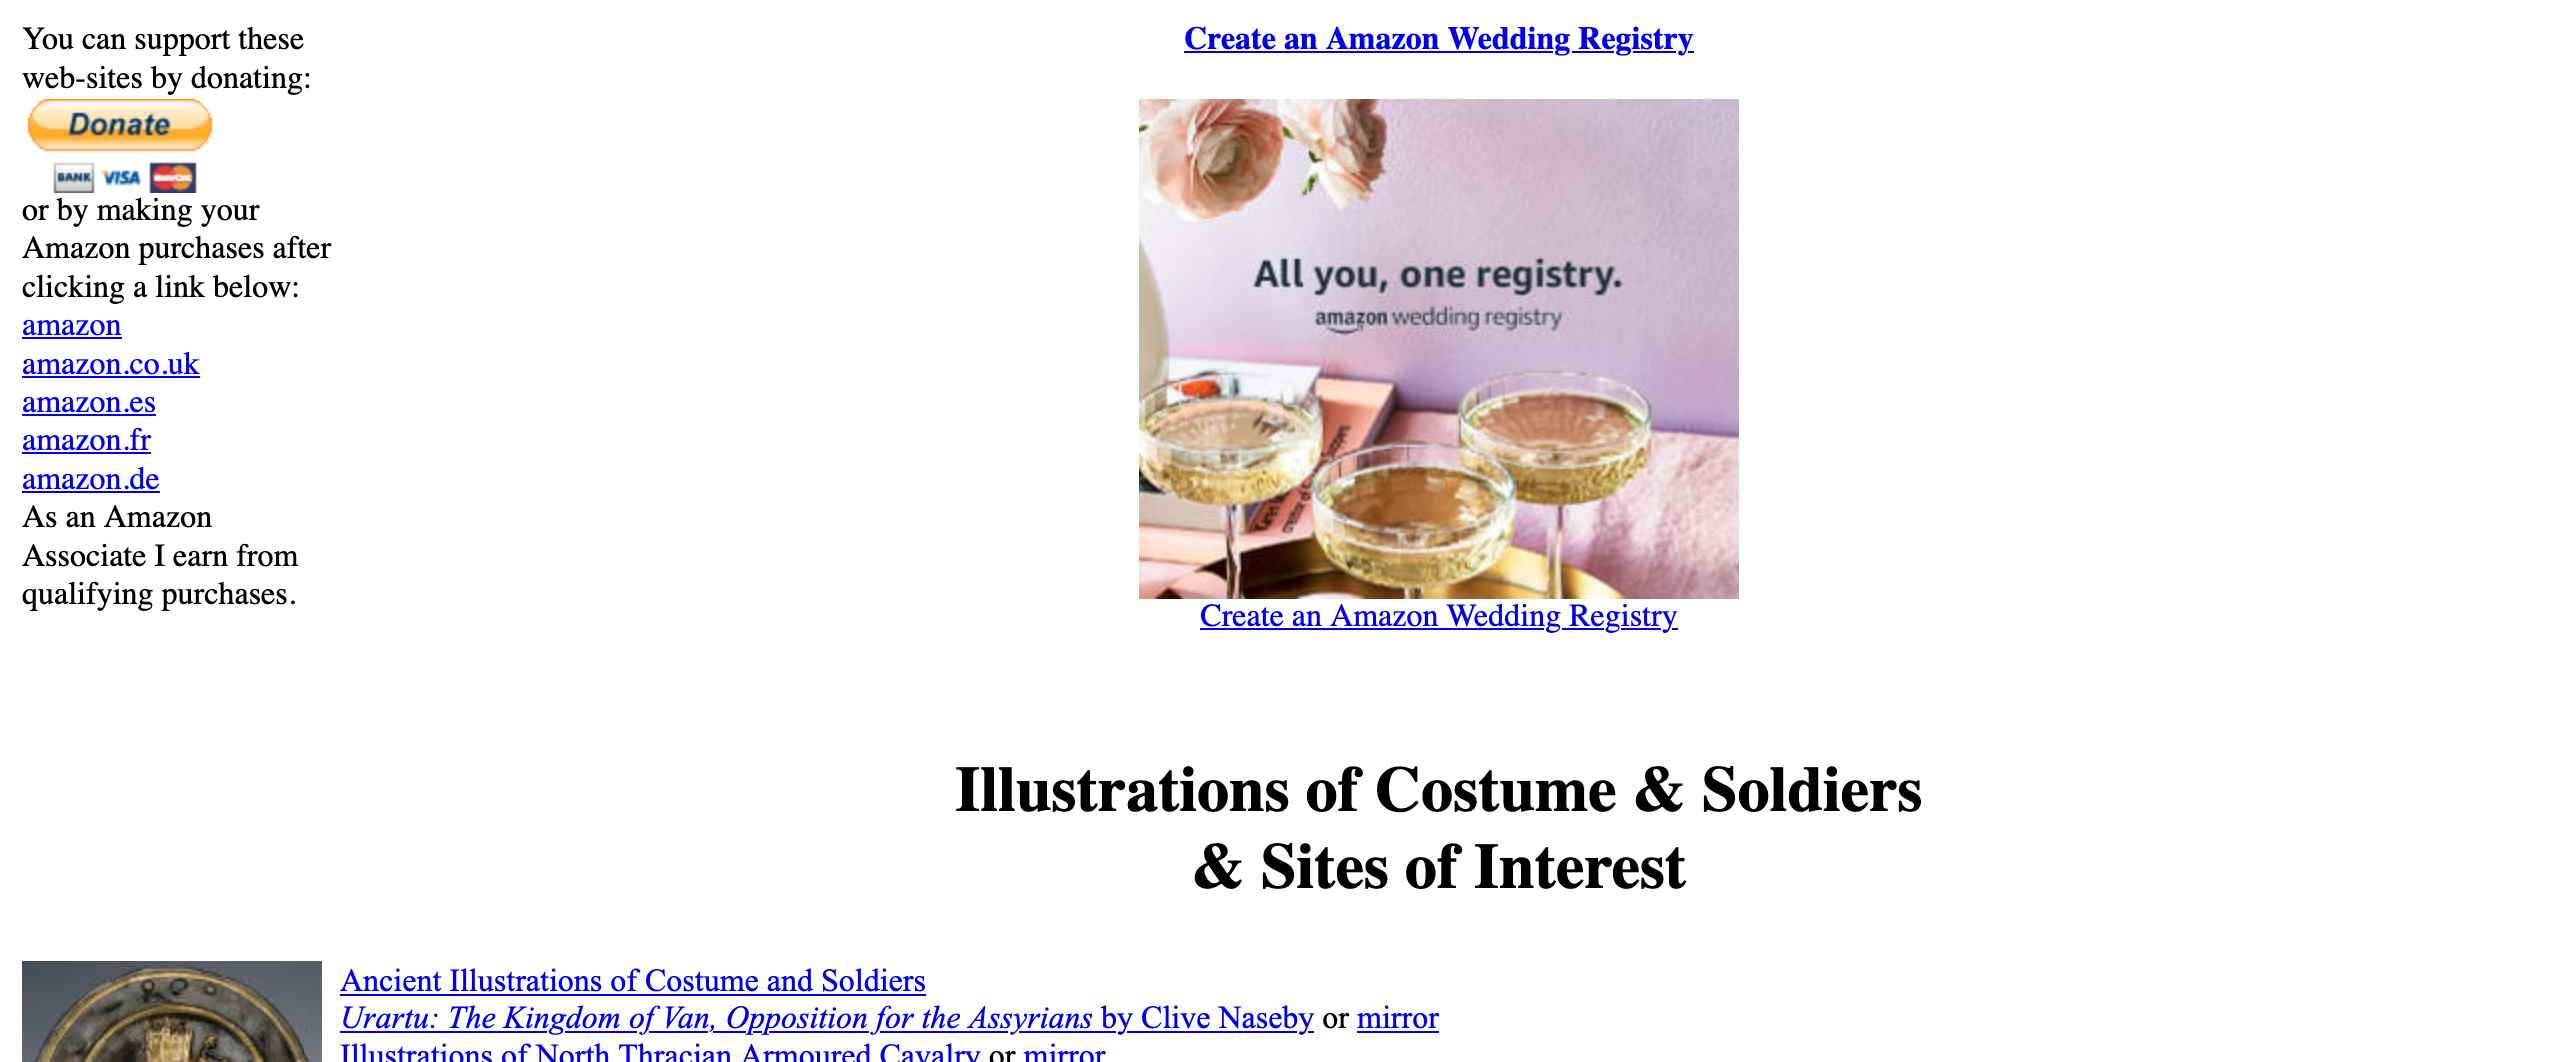 You can support these
web-sites by donating:
Donate
BANK VISA MasterCard
or by making your
Amazon purchases after
clicking a link below:
amazon
amazon.co.uk
amazon.es
amazon.fr
amazon.de
As an Amazon
Associate I earn from
qualifying purchases.
Create an Amazon Wedding Registry
All you, one registry.
amazon wedding registry
Create an Amazon Wedding Registry
Illustrations of Costume & Soldiers
& Sites of Interest
Ancient Illustrations of Costume and Soldiers
Urartu: The Kingdom of Van, Opposition for the Assyrians by Clive Naseby or mirror
Illustrations of North Thracian Armoured Cavalry or mirror